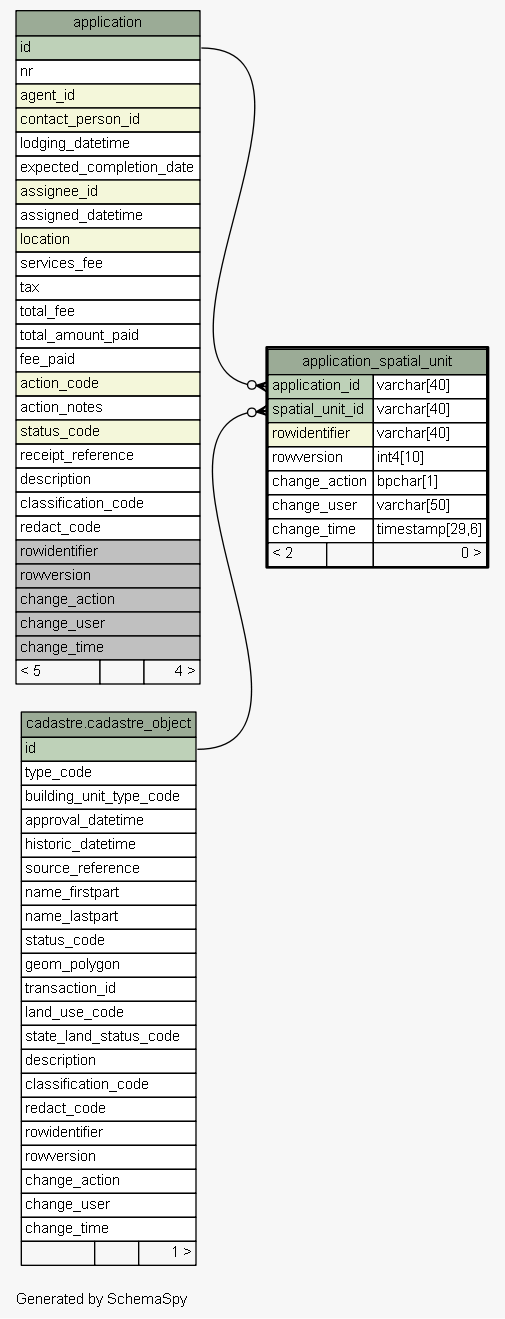 application
id
nr
agent_id
contact_person_id
lodging_datetime
expected_completion_date
assignee_id
assigned_datetime
location
services_fee
tax
total_fee
total_amount_paid
fee_paid
action_code
action_notes
status_code
receipt_reference
description
classification_code
redact_code
rowidentifier
rowversion
change_action
change_user
change_time
< 5 4 >
application_spatial_unit
application_id varchar[40]
spatial_unit_id varchar[40]
rowidentifier varchar[40]
rowversion int4[10]
change_action bpchar[1]
change_user varchar[50]
change_time timestamp[29,6]
< 2 0 >
cadastre.cadastre_object
id
type_code
building_unit_type_code
approval_datetime
historic_datetime
source_reference
name_firstpart
name_lastpart
status_code
geom_polygon
transaction_id
land_use_code
state_land_status_code
description
classification_code
redact_code
rowidentifier
rowversion
change_action
change_user
change_time
1 >
Generated by SchemaSpy